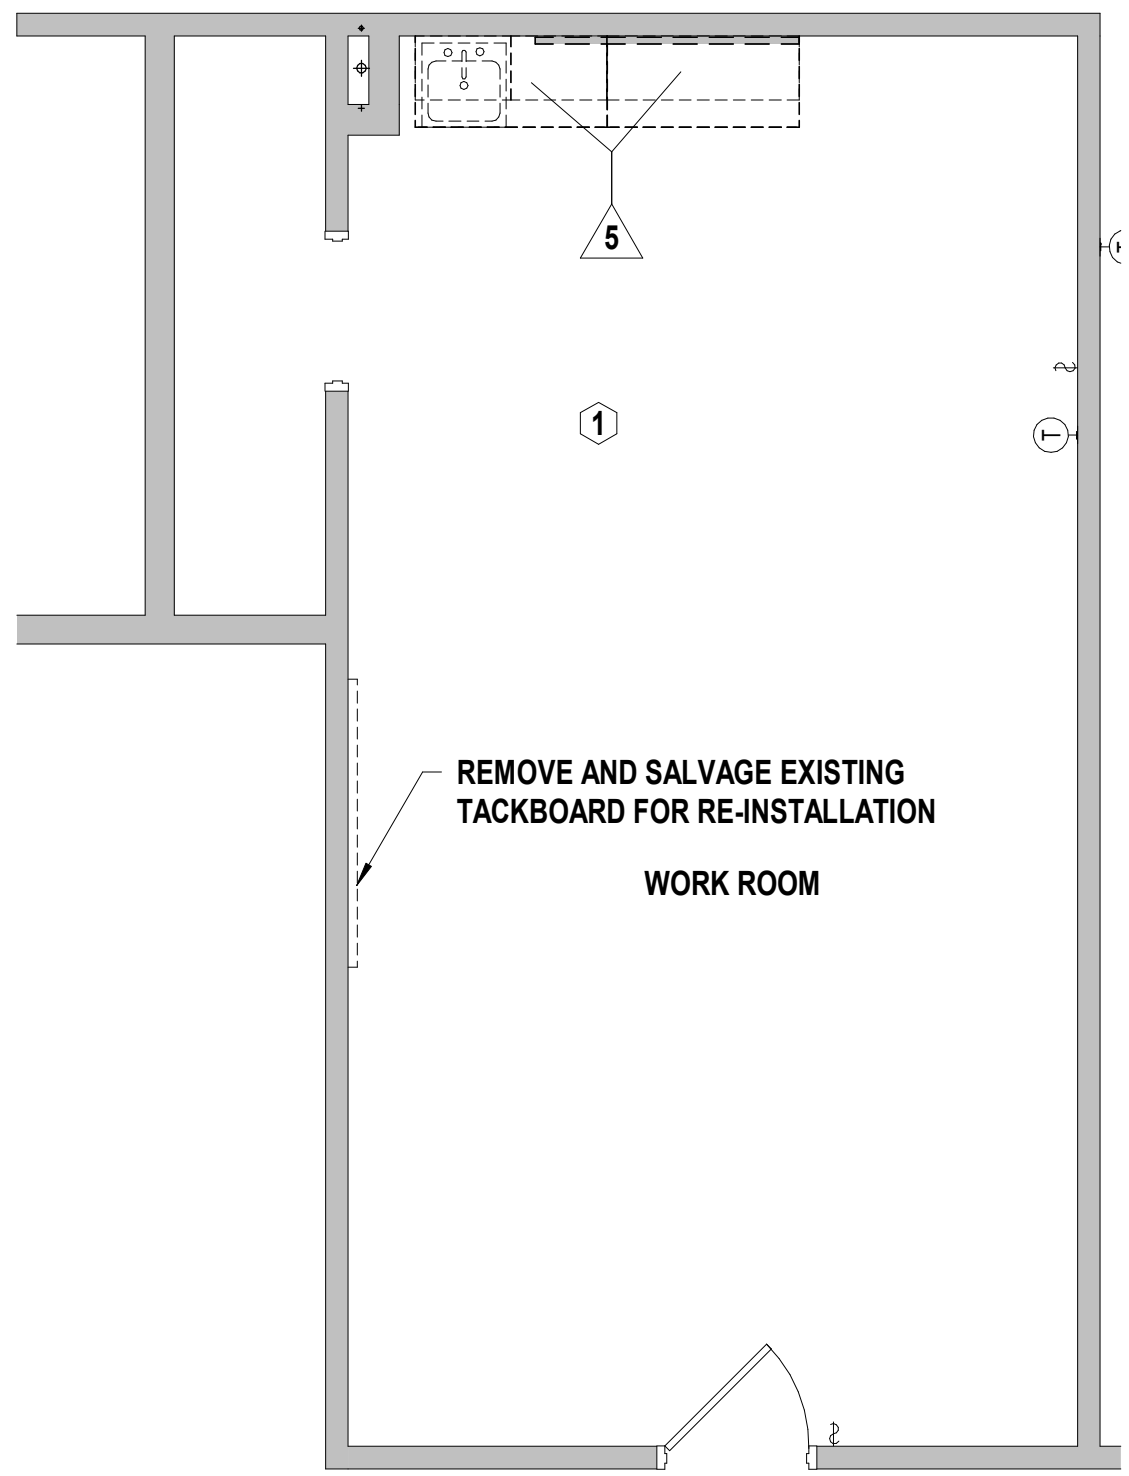 5
1
T
REMOVE AND SALVAGE EXISTING
TACKBOARD FOR RE-INSTALLATION
WORK ROOM